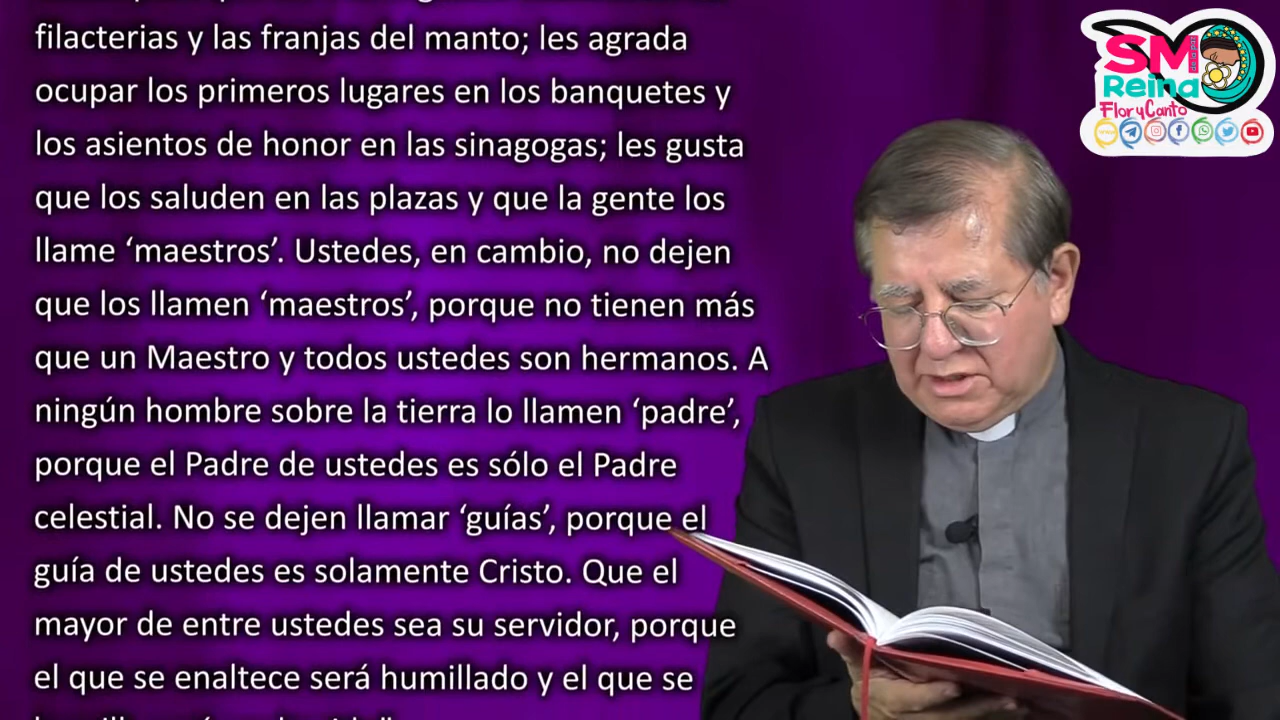 filacterias y las franjas del manto; les agrada
ocupar los primeros lugares en los banquetes y
los asientos de honor en las sinagogas; les gusta
que los saluden en las plazas y que la gente los
llame ‘maestros’. Ustedes, en cambio, no dejen
que los llamen ‘maestros’, porque no tienen más
que un Maestro y todos ustedes son hermanos. A
ningún hombre sobre la tierra lo llamen ‘padre’,
porque el Padre de ustedes es sólo el Padre
celestial. No se dejen llamar ‘guías’, porque el
guía de ustedes es solamente Cristo. Que el
mayor de entre ustedes sea su servidor, porque
el que se enaltece será humillado y el que se
SM
Reina
Flor y Canto